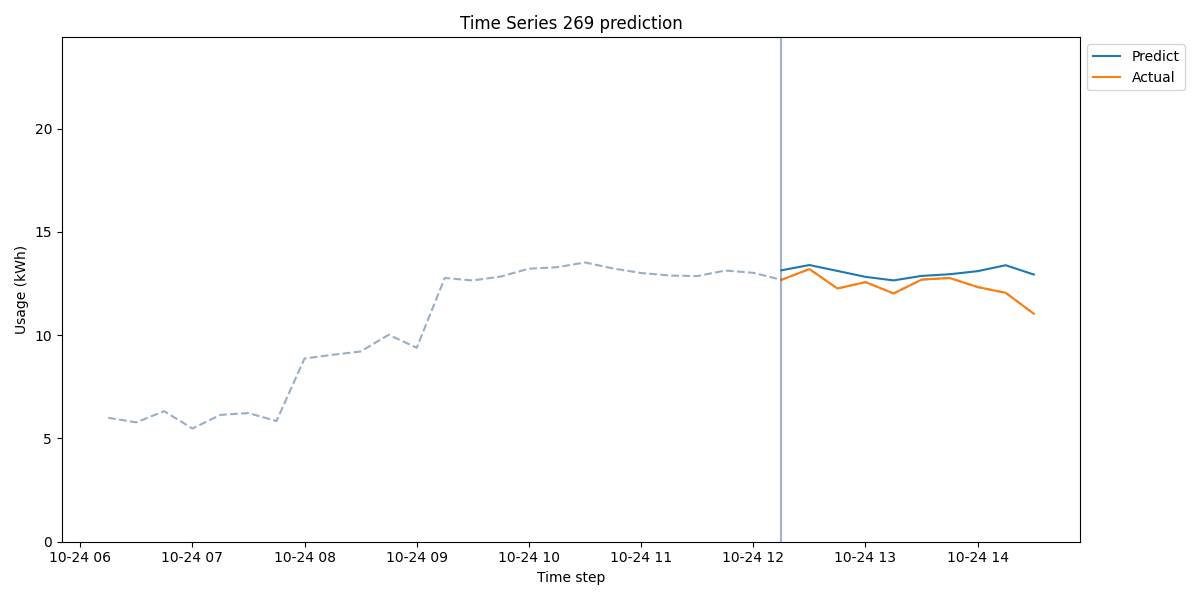 Time Series 269 prediction
Predict
Actual
Usage (kWh)
20
15
10
5
0
10-24 06 10-24 07 10-24 08 10-24 09 10-24 10 10-24 11 10-24 12 10-24 13 10-24 14
Time step